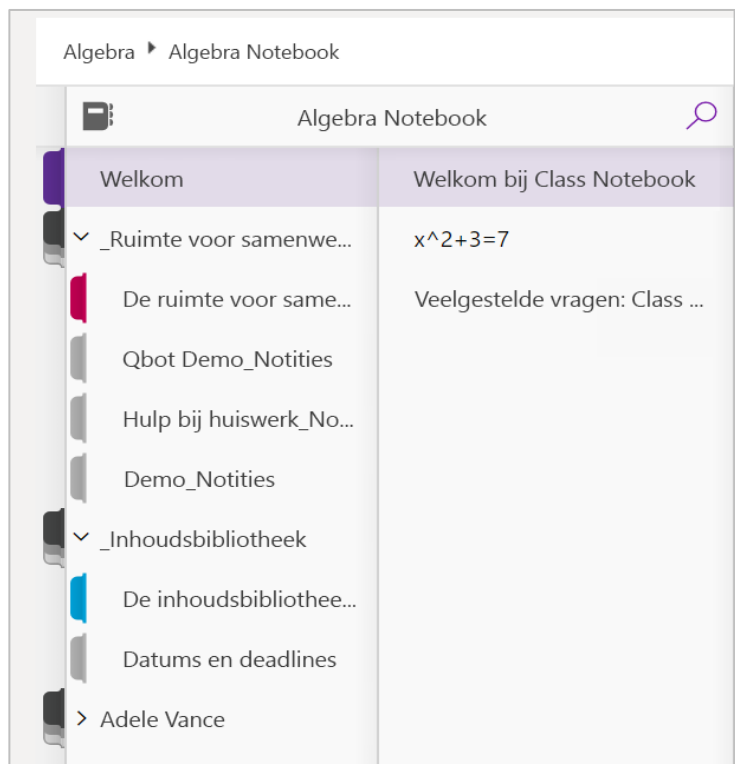 Algebra Algebra Notebook
Algebra Notebook
Welkom
_Ruimte voor samenwe...
De ruimte voor same...
Qbot Demo_Notities
Hulp bij huiswerk_No...
Demo_Notities
_Inhoudsbibliotheek
De inhoudsbibliothee...
Datums en deadlines
Adele Vance
Welkom bij Class Notebook
x^2+3=7
Veelgestelde vragen: Class ...